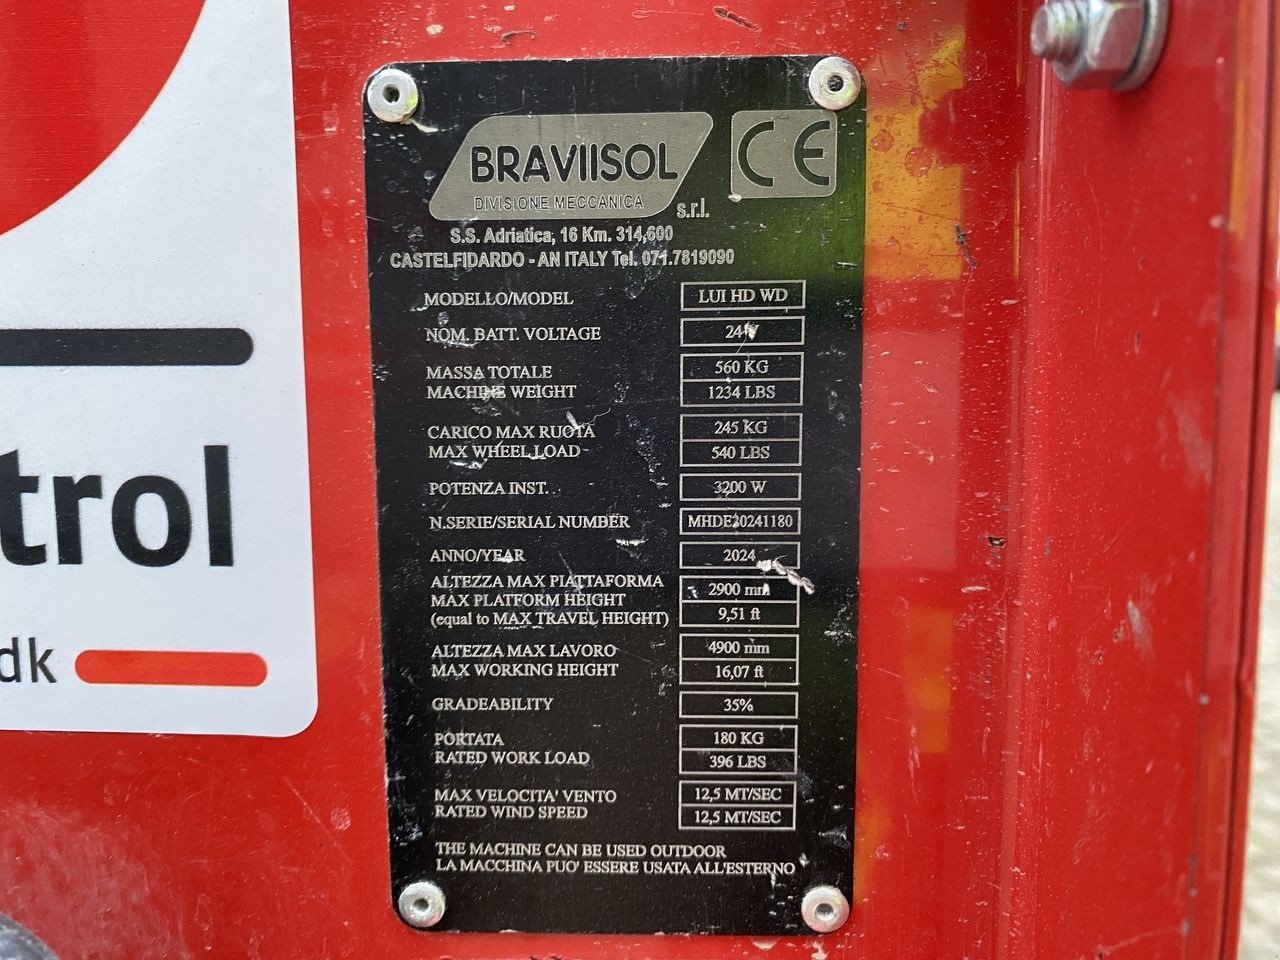 BRAVIISOL
DIVISIONE MECCANICA
s.r.l.
CE
S.S. Adriatica, 16 Km. 314,600
CASTELFIDARDO - AN ITALY Tel. 071.7819090
MODELLO/MODEL LUI HD WD
NOM. BATT. VOLTAGE 24V
MASSA TOTALE 560 KG
MACHINE WEIGHT 1234 LBS
CARICO MAX RUOTA 245 KG
MAX WHEEL LOAD 540 LBS
POTENZA INST. 3200 W
N.SERIE/SERIAL NUMBER MHDE20241180
ANNO/YEAR 2024
ALTEZZA MAX PIATTAFORMA 2900 mm
MAX PLATFORM HEIGHT
(equal to MAX TRAVEL HEIGHT) 9,51 ft
ALTEZZA MAX LAVORO 4900 mm
MAX WORKING HEIGHT 16,07 ft
GRADEABILITY 35%
PORTATA 180 KG
RATED WORK LOAD 396 LBS
MAX VELOCITA' VENTO 12,5 MT/SEC
RATED WIND SPEED 12,5 MT/SEC
THE MACHINE CAN BE USED OUTDOOR
LA MACCHINA PUO' ESSERE USATA ALL'ESTERNO
trol
dk